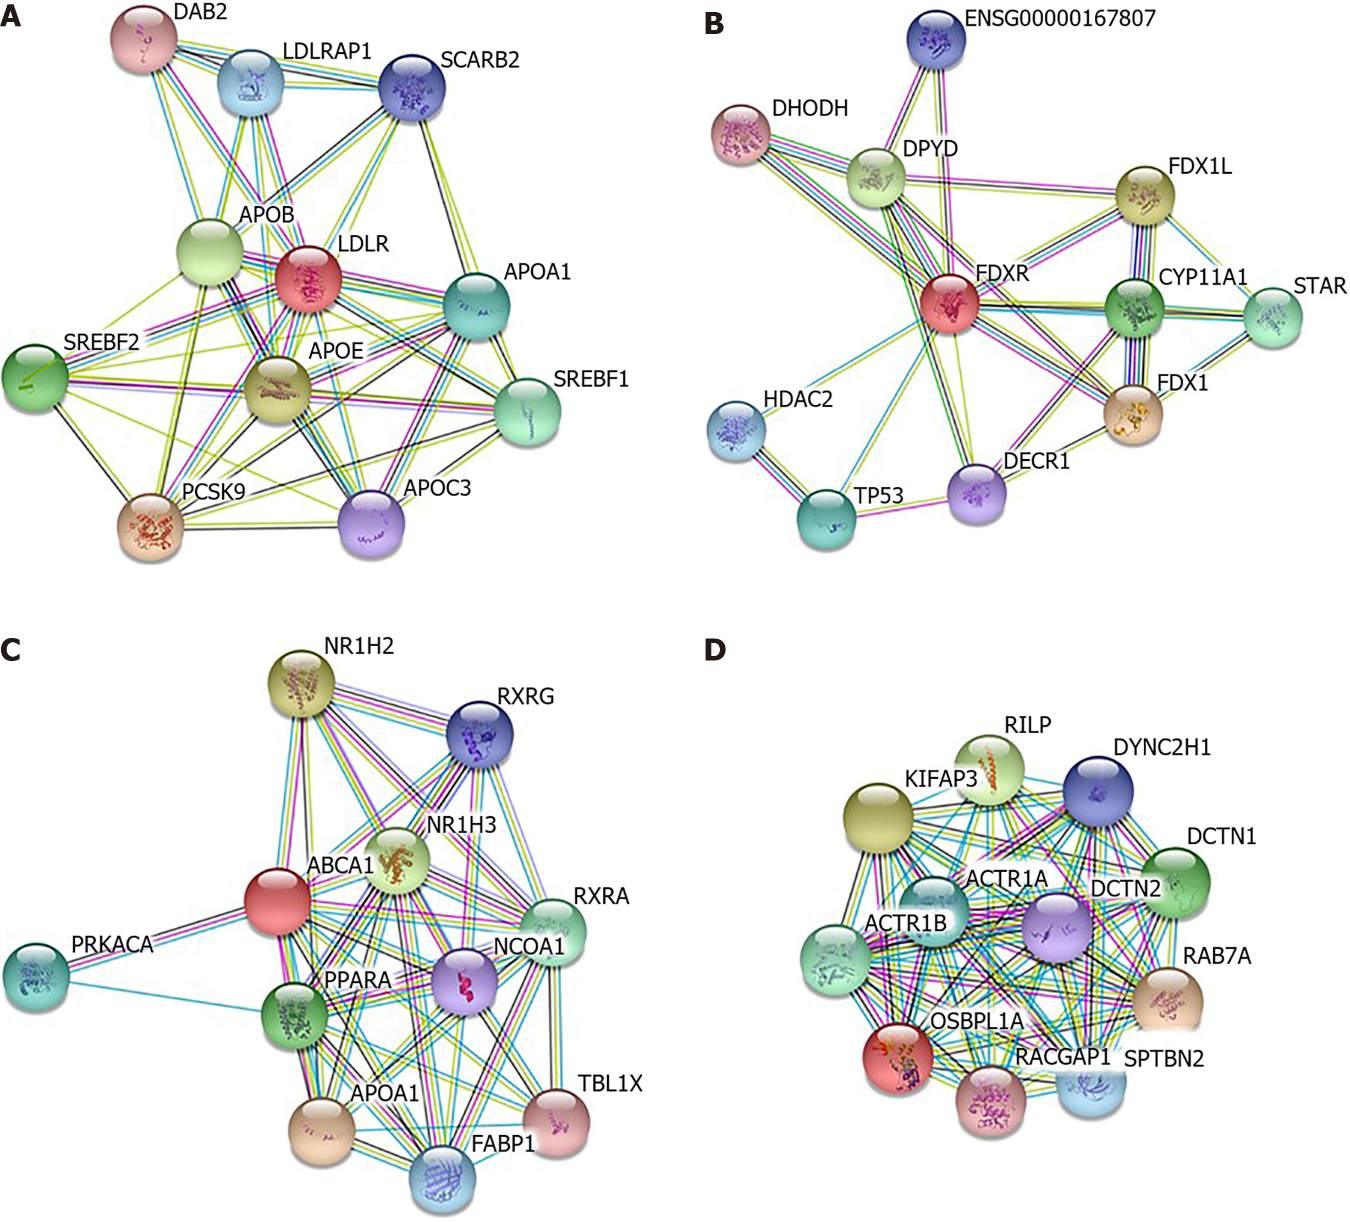 A
DAB2
LDLRAP1
SCARB2
APOB
LDLR
APOA1
SREBF2
APOE
SREBF1
PCSK9
APOC3
B
ENSG00000167807
DHODH
DPYD
FDX1L
FDXR
CYP11A1
STAR
HDAC2
FDX1
DECR1
TP53
C
NR1H2
RXRG
NR1H3
ABCA1
RXRA
PRKACA
NCOA1
PPARA
APOA1
TBL1X
FABP1
D
RILP
DYNC2H1
KIFAP3
DCTN1
ACTR1A
DCTN2
ACTR1B
RAB7A
OSBPL1A
RACGAP1
SPTBN2